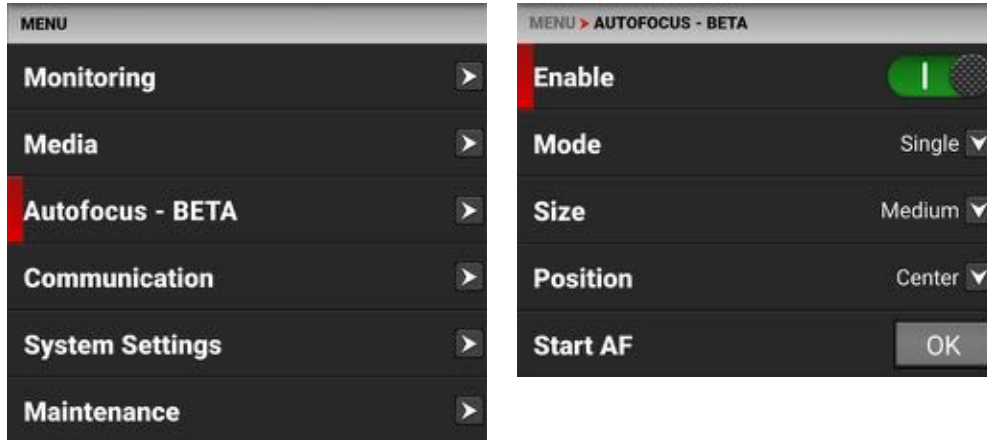 MENU
Monitoring
Media
Autofocus - BETA
Communication
System Settings
Maintenance
MENU > AUTOFOCUS - BETA
Enable
Mode Single
Size Medium
Position Center
Start AF OK